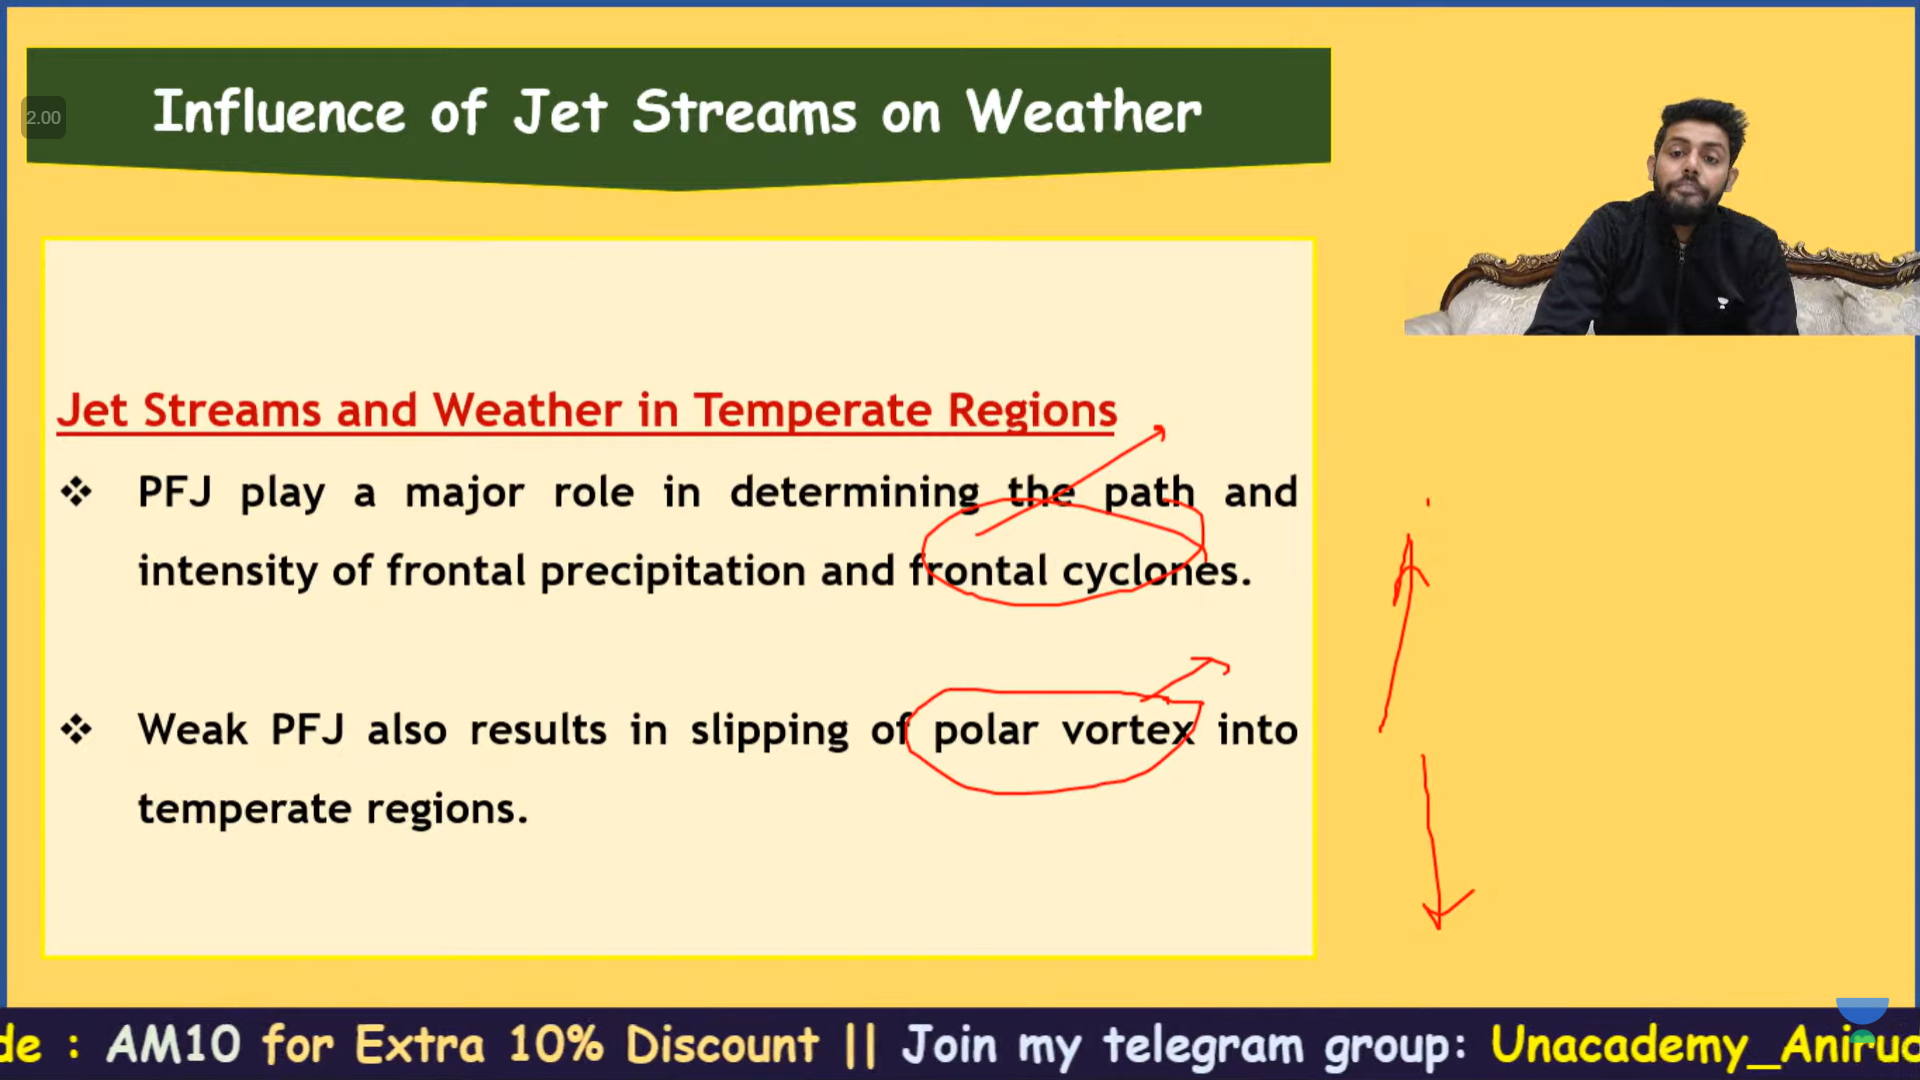 2.00
Influence of Jet Streams on Weather
Jet Streams and Weather in Temperate Regions
❖ PFJ play a major role in determining the path and
intensity of frontal precipitation and frontal cyclones.
❖ Weak PFJ also results in slipping of polar vortex into
temperate regions.
de : AM10 for Extra 10% Discount || Join my telegram group: Unacademy_Aniruc